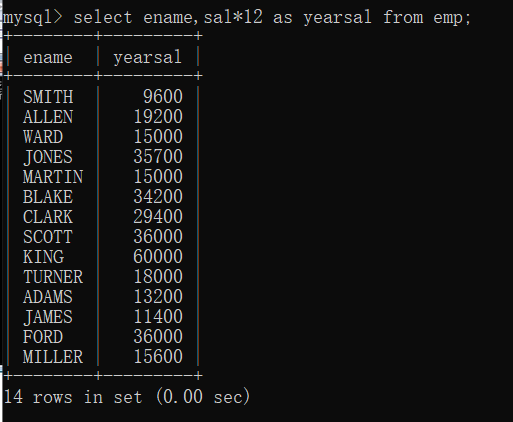 mysql> select ename,sal*12 as yearsal from emp;
+--------+---------+
| ename  | yearsal |
+--------+---------+
| SMITH  |    9600 |
| ALLEN  |   19200 |
| WARD   |   15000 |
| JONES  |   35700 |
| MARTIN |   15000 |
| BLAKE  |   34200 |
| CLARK  |   29400 |
| SCOTT  |   36000 |
| KING   |   60000 |
| TURNER |   18000 |
| ADAMS  |   13200 |
| JAMES  |   11400 |
| FORD   |   36000 |
| MILLER |   15600 |
+--------+---------+
14 rows in set (0.00 sec)